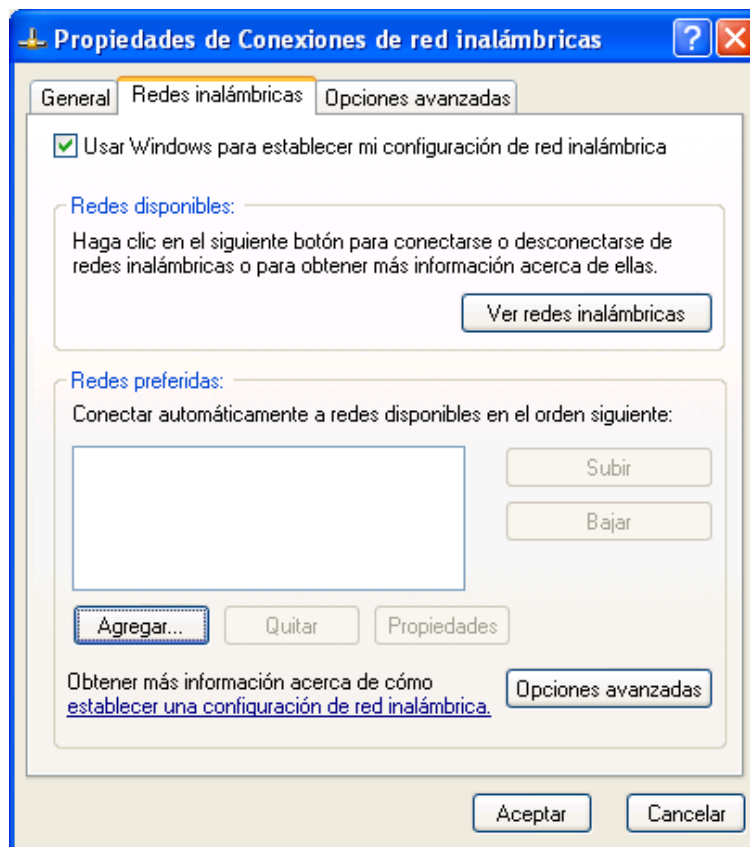 Propiedades de Conexiones de red inalámbricas
General
Redes inalámbricas
Opciones avanzadas
Usar Windows para establecer mi configuración de red inalámbrica
Redes disponibles:
Haga clic en el siguiente botón para conectarse o desconectarse de
redes inalámbricas o para obtener más información acerca de ellas.
Ver redes inalámbricas
Redes preferidas:
Conectar automáticamente a redes disponibles en el orden siguiente:
Subir
Bajar
Agregar...
Quitar
Propiedades
Obtener más información acerca de cómo
establecer una configuración de red inalámbrica.
Opciones avanzadas
Aceptar
Cancelar